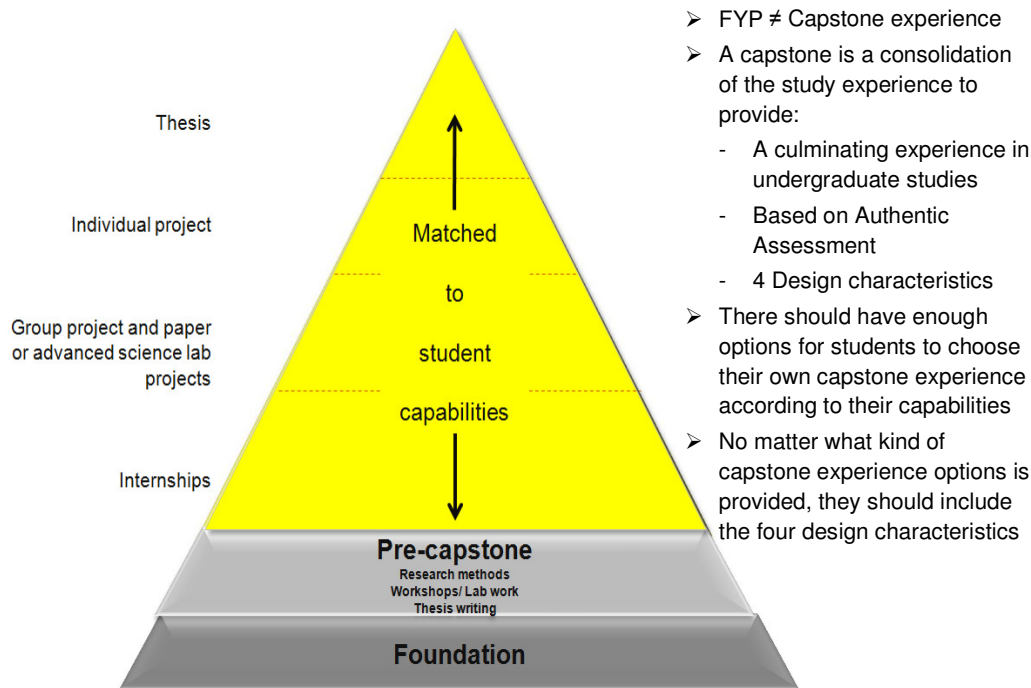 Thesis
Individual project
Group project and paper
or advanced science lab
projects
Internships
Matched
to
student
capabilities
Pre-capstone
Research methods
Workshops/ Lab work
Thesis writing
Foundation
➢ FYP ≠ Capstone experience
➢ A capstone is a consolidation
of the study experience to
provide:
- A culminating experience in
undergraduate studies
- Based on Authentic
Assessment
- 4 Design characteristics
➢ There should have enough
options for students to choose
their own capstone experience
according to their capabilities
➢ No matter what kind of
capstone experience options is
provided, they should include
the four design characteristics